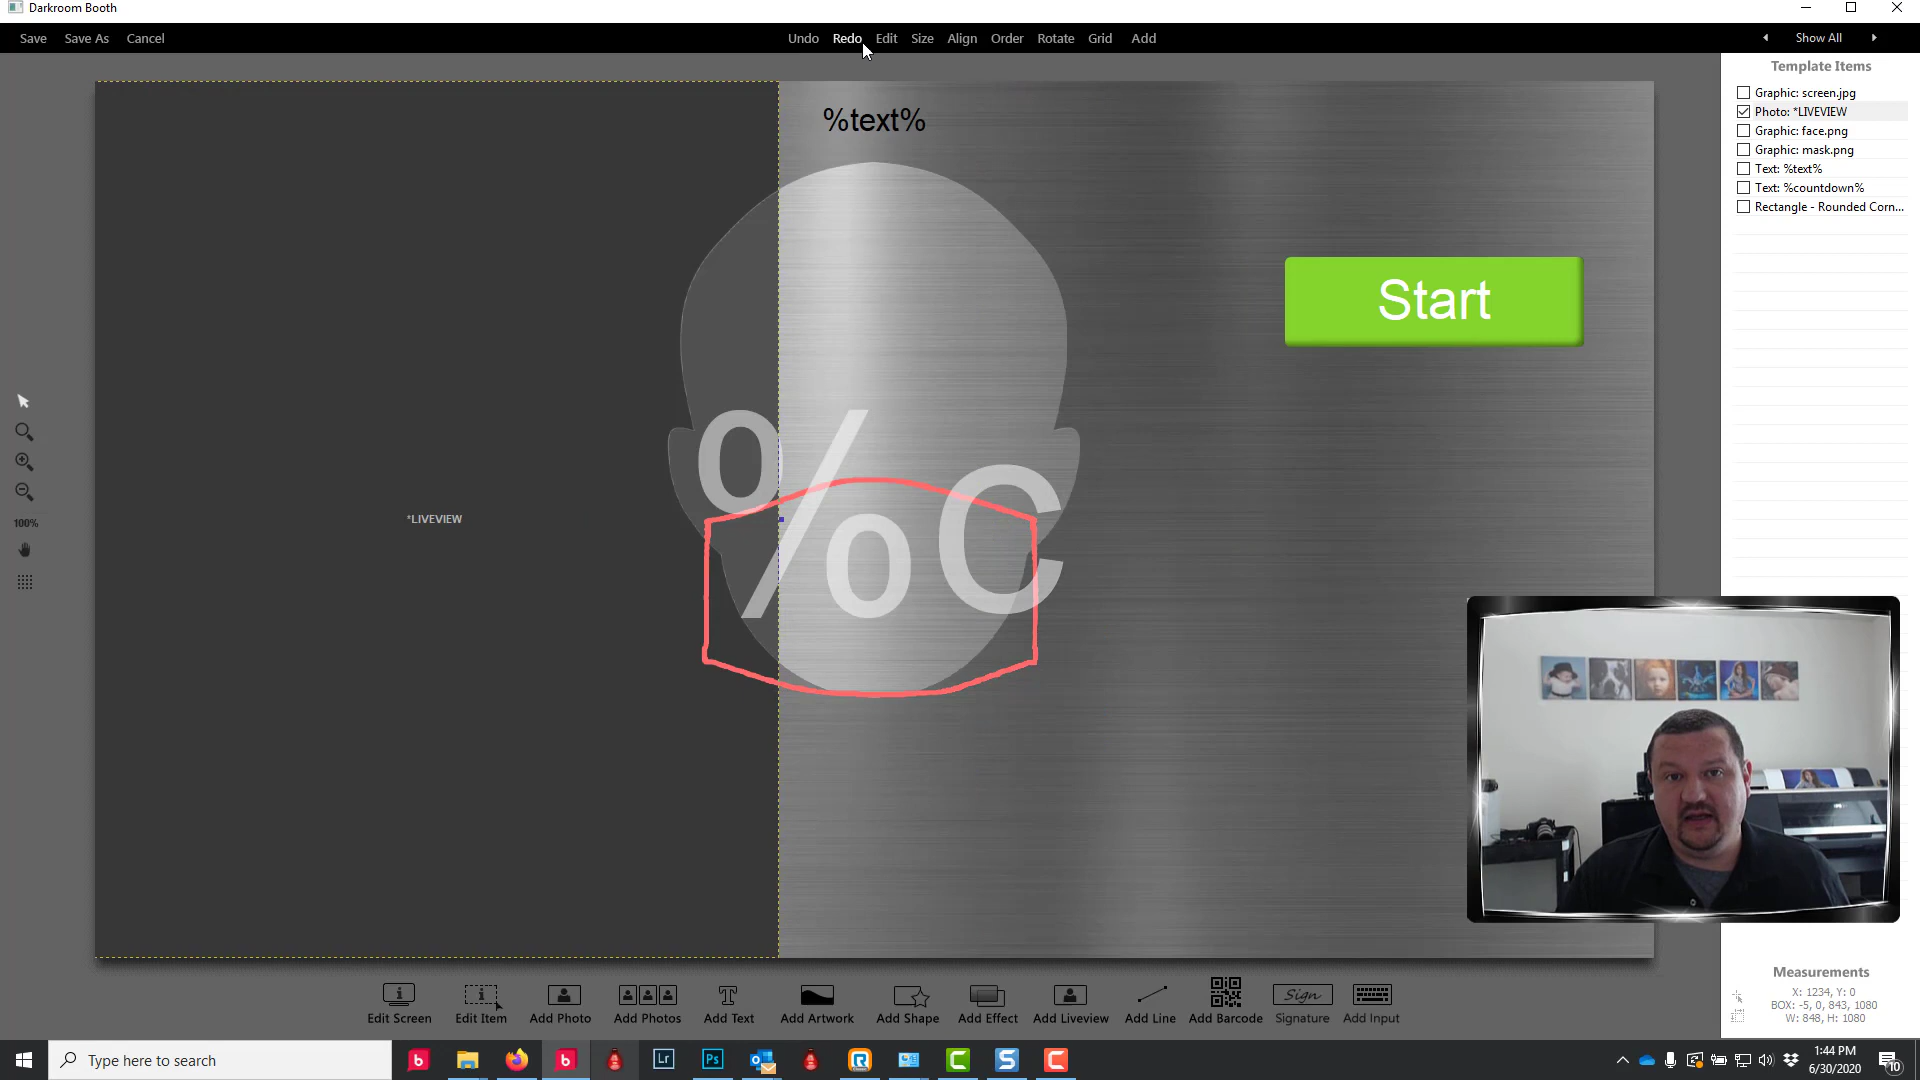 Darkroom Booth
Save Save As Cancel Undo Redo Edit Size Align Order Rotate Grid Add Show All
Template Items
Graphic: screen.jpg
Photo: *LIVEVIEW
Graphic: face.png
Graphic: mask.png
Text: %text%
Text: %countdown%
Rectangle - Rounded Corn...
%text%
Start
%C
*LIVEVIEW
100%
Measurements
X: 1234, Y: 0
BOX: -5, 0, 843, 1080
W: 848, H: 1080
Sign
Edit Screen Edit Item Add Photo Add Photos Add Text Add Artwork Add Shape Add Effect Add Liveview Add Line Add Barcode Signature Add Input
Type here to search
b b Lr Ps C S C
1:44 PM
6/30/2020
10